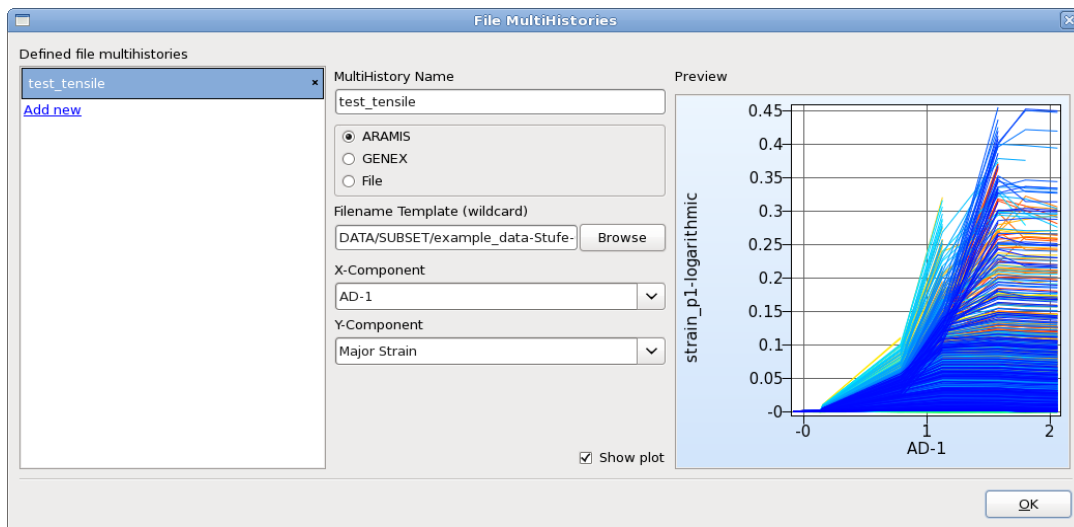 File MultiHistories
Defined file multihistories
test_tensile
Add new
MultiHistory Name
test_tensile
ARAMIS
GENEX
File
Filename Template (wildcard)
DATA/SUBSET/example_data-Stufe-
Browse
X-Component
AD-1
Y-Component
Major Strain
Show plot
Preview
0.45
0.4
0.35
0.3
0.25
0.2
0.15
0.1
0.05
-0
strain_p1-logarithmic
-0 1 2
AD-1
OK